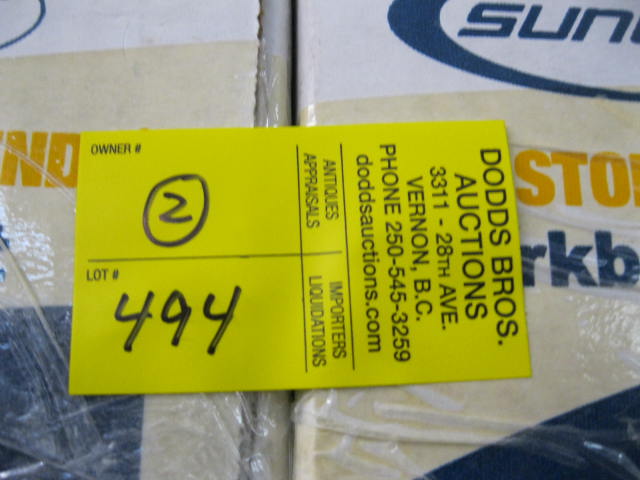 OWNER #
2
LOT #
494
ANTIQUES
APPRAISALS
IMPORTERS
LIQUIDATIONS
DODDS BROS.
AUCTIONS
3311 - 28TH AVE.
VERNON, B.C.
PHONE 250-545-3259
doddsauctions.com
SUN
ND
STO
rkb